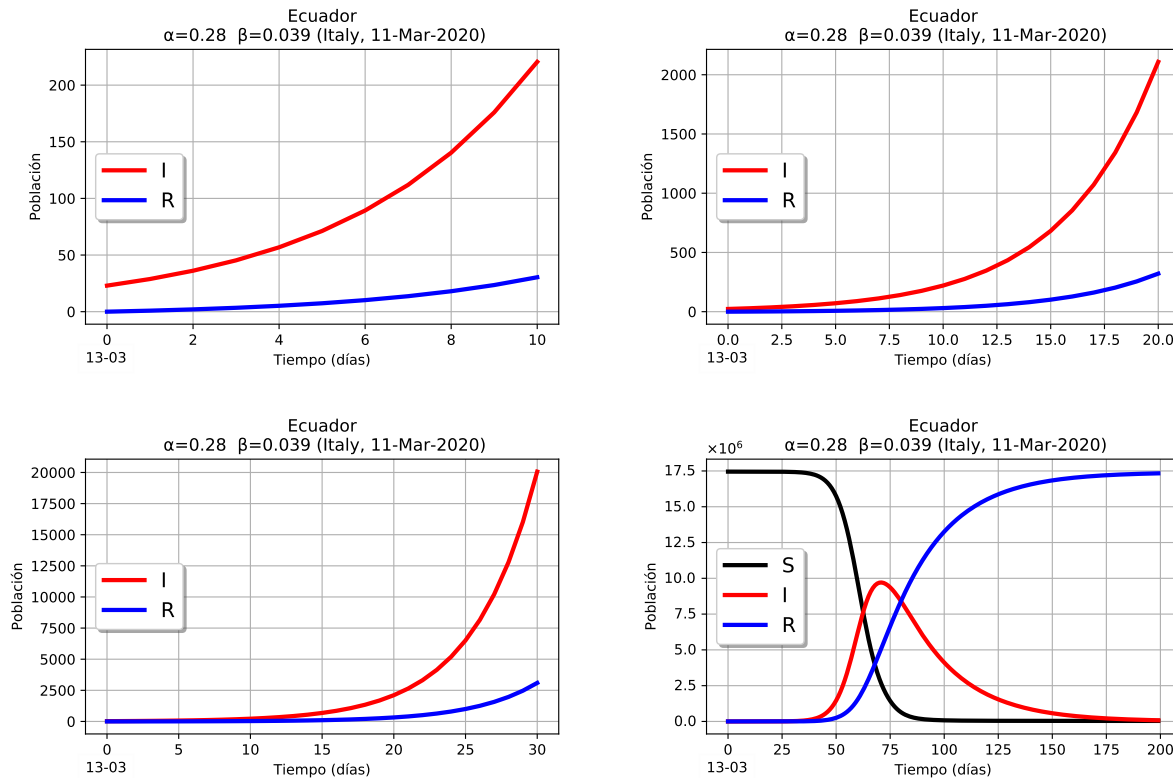 Ecuador
α=0.28 β=0.039 (Italy, 11-Mar-2020)
200
150
100
50
0
Población
I
R
0 2 4 6 8 10
13-03
Tiempo (días)
Ecuador
α=0.28 β=0.039 (Italy, 11-Mar-2020)
2000
1500
1000
500
0
Población
I
R
0.0 2.5 5.0 7.5 10.0 12.5 15.0 17.5 20.0
13-03
Tiempo (días)
Ecuador
α=0.28 β=0.039 (Italy, 11-Mar-2020)
20000
17500
15000
12500
10000
7500
5000
2500
0
Población
I
R
0 5 10 15 20 25 30
13-03
Tiempo (días)
Ecuador
α=0.28 β=0.039 (Italy, 11-Mar-2020)
×10⁶
17.5
15.0
12.5
10.0
7.5
5.0
2.5
0.0
Población
S
I
R
0 25 50 75 100 125 150 175 200
13-03
Tiempo (días)